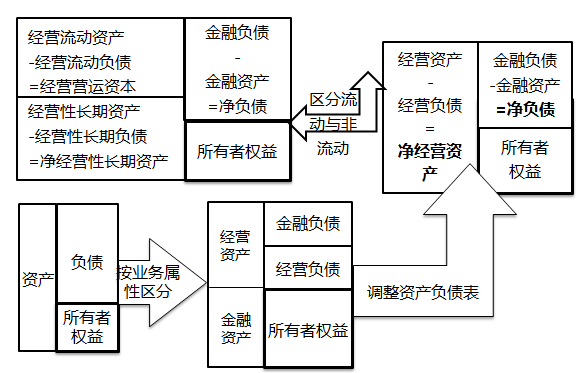 经营流动资产
-经营流动负债
=经营营运资本
经营性长期资产
-经营性长期负债
=净经营性长期资产
金融负债
-
金融资产
=净负债
所有者权益
区分流
动与非
流动
经营资产
-
经营负债
=
净经营资
产
金融负债
-金融资产
=净负债
所有者
权益
资产
负债
所有者
权益
按业务属
性区分
经营
资产
金融
资产
金融负债
经营负债
所有者权益
调整资产负债表